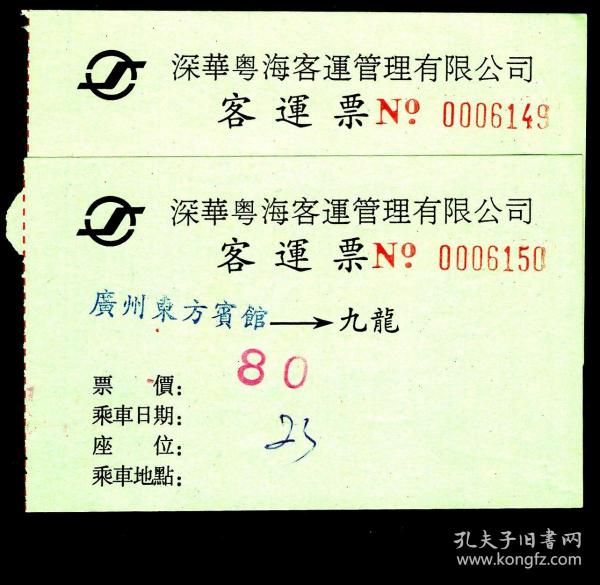 深華粤海客運管理有限公司
客運票 No 0006149
深華粤海客運管理有限公司
客運票 No 0006150
廣州東方賓館→九龍
票價: 80
乘車日期:
座位: 23
乘車地點:
孔夫子旧書网
www.kongfz.com